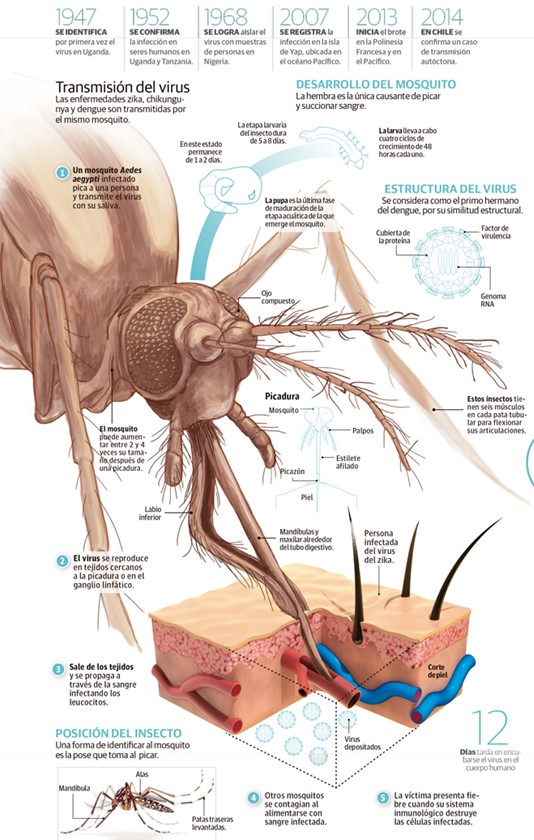 1947
SE IDENTIFICA
por primera vez el
virus en Uganda.
1952
SE CONFIRMA
la infección en
seres humanos en
Uganda y Tanzania.
1968
SE LOGRA aislar el
virus con muestras
de personas en
Nigeria.
2007
SE REGISTRA la
infección en la isla
de Yap, ubicada en
el océano Pacífico.
2013
INICIA el brote
en la Polinesia
Francesa y en
el Pacífico.
2014
EN CHILE se
confirma un caso
de transmisión
autóctona.
Transmisión del virus
Las enfermedades zika, chikungu-
nya y dengue son transmitidas por
el mismo mosquito.
DESARROLLO DEL MOSQUITO
La hembra es la única causante de picar
y succionar sangre.
La etapa larvaria
del insecto dura
de 5 a 8 días.
En este estado
permanece
de 1 a 2 días.
La larva lleva a cabo
cuatro ciclos de
crecimiento de 48
horas cada uno.
La pupa es la última fase
de maduración de la
etapa acuática de la que
emerge el mosquito.
1 Un mosquito Aedes
aegypti infectado
pica a una persona
y transmite el virus
con su saliva.
ESTRUCTURA DEL VIRUS
Se considera como el primo hermano
del dengue, por su similitud estructural.
Cubierta de
la proteína
Factor de
virulencia
Genoma
RNA
Ojo
compuesto
Estos insectos tie-
nen seis músculos
en cada pata tubu-
lar para flexionar
sus articulaciones.
Picadura
Mosquito
Palpos
Estilete
afilado
Picazón
Piel
El mosquito
puede aumen-
tar entre 2 y 4
veces su tama-
ño después de
una picadura.
Labio
inferior
Mandíbulas y
maxilar alrededor
del tubo digestivo.
Persona
infectada
del virus
del zika.
2 El virus se reproduce
en tejidos cercanos
a la picadura o en el
ganglio linfático.
3 Sale de los tejidos
y se propaga a
través de la sangre
infectando los
leucocitos.
Corte
de piel
Virus
depositados
12
Días tarda en encu-
barse el virus en el
cuerpo humano
POSICIÓN DEL INSECTO
Una forma de identificar al mosquito
es la pose que toma al picar.
Mandíbula
Alas
Patas traseras
levantadas.
4 Otros mosquitos
se contagian al
alimentarse con
sangre infectada.
5 La víctima presenta fie-
bre cuando su sistema
inmunológico destruye
las células infectadas.